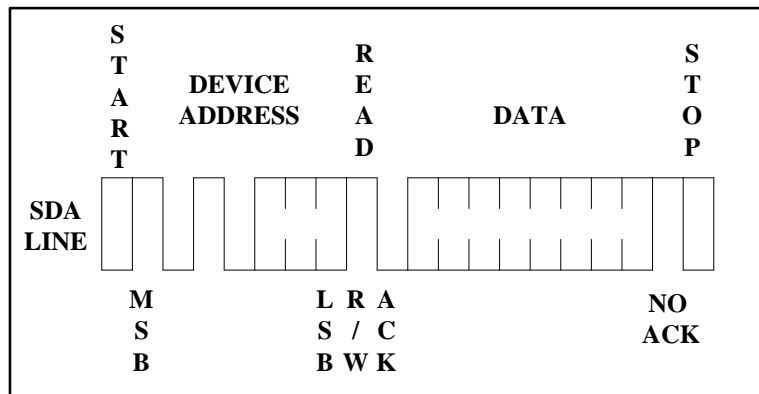 START
DEVICE
ADDRESS
READ
DATA
STOP
SDA
LINE
MSB
LSB
R/W
ACK
NO
ACK